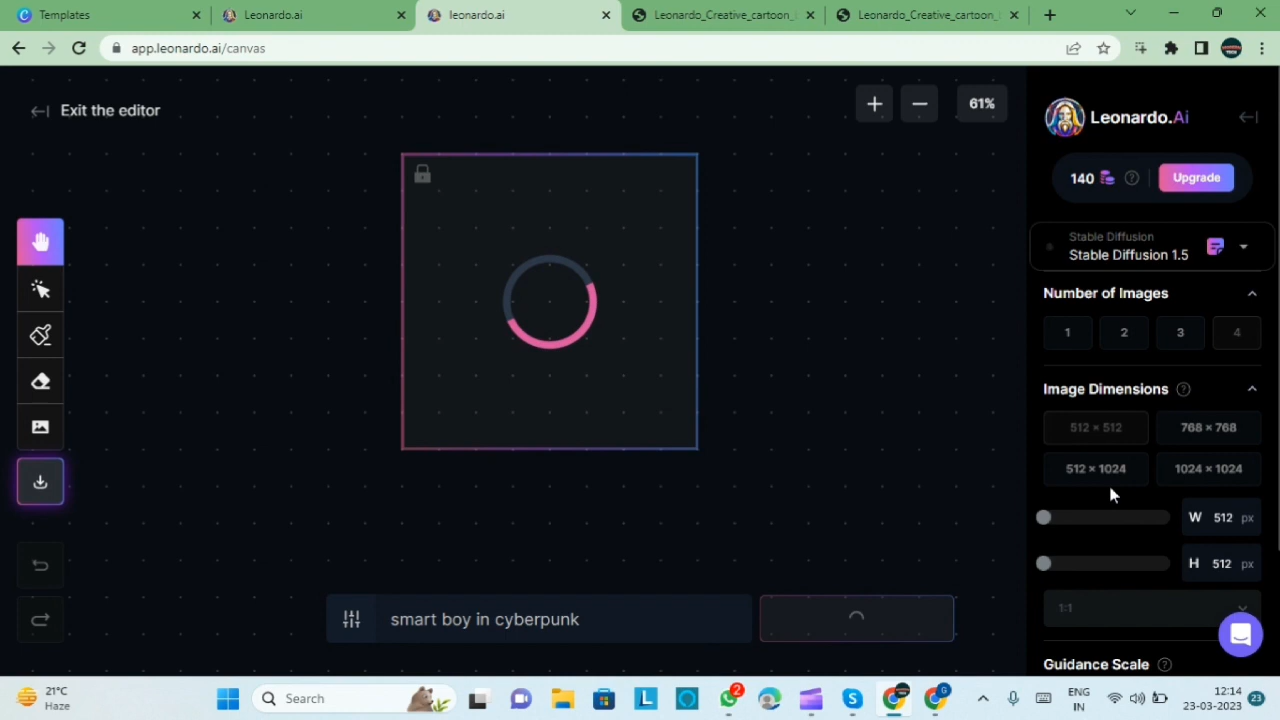 Templates
Leonardo.ai
leonardo.ai
Leonardo_Creative_cartoon_
Leonardo_Creative_cartoon_
app.leonardo.ai/canvas
Exit the editor
61%
Leonardo.Ai
140
Upgrade
Stable Diffusion
Stable Diffusion 1.5
Number of Images
1
2
3
4
Image Dimensions
512 × 512
768 × 768
512 × 1024
1024 × 1024
W 512 px
H 512 px
1:1
Guidance Scale
smart boy in cyberpunk
21°C
Haze
Search
2
G
ENG
IN
12:14
23-03-2023
23